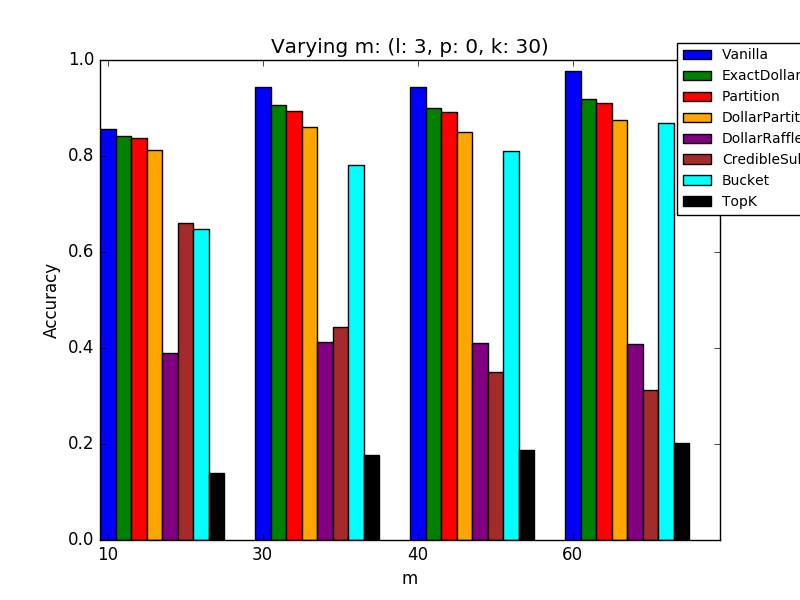 Varying m: (l: 3, p: 0, k: 30)
1.0
0.8
0.6
0.4
0.2
0.0
Accuracy
10 30 40 60
m
Vanilla
ExactDollar
Partition
DollarPartit
DollarRaffle
CredibleSu
Bucket
TopK